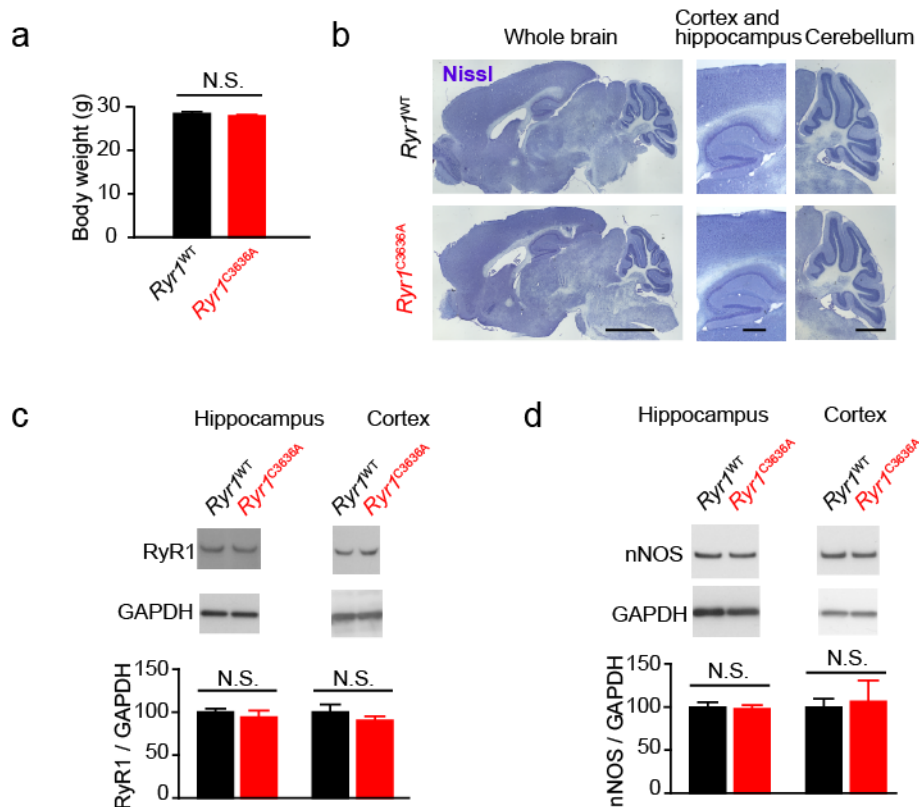 a
N.S.
Body weight (g)
30
20
10
0
Ryr1WT
Ryr1C3636A
b
Whole brain
Cortex and
hippocampus
Cerebellum
Nissl
Ryr1WT
Ryr1C3636A
c
Hippocampus
Cortex
Ryr1WT
Ryr1C3636A
Ryr1WT
Ryr1C3636A
RyR1
GAPDH
RyR1 / GAPDH
150
100
50
0
N.S.
N.S.
d
Hippocampus
Cortex
Ryr1WT
Ryr1C3636A
Ryr1WT
Ryr1C3636A
nNOS
GAPDH
nNOS / GAPDH
150
100
50
0
N.S.
N.S.